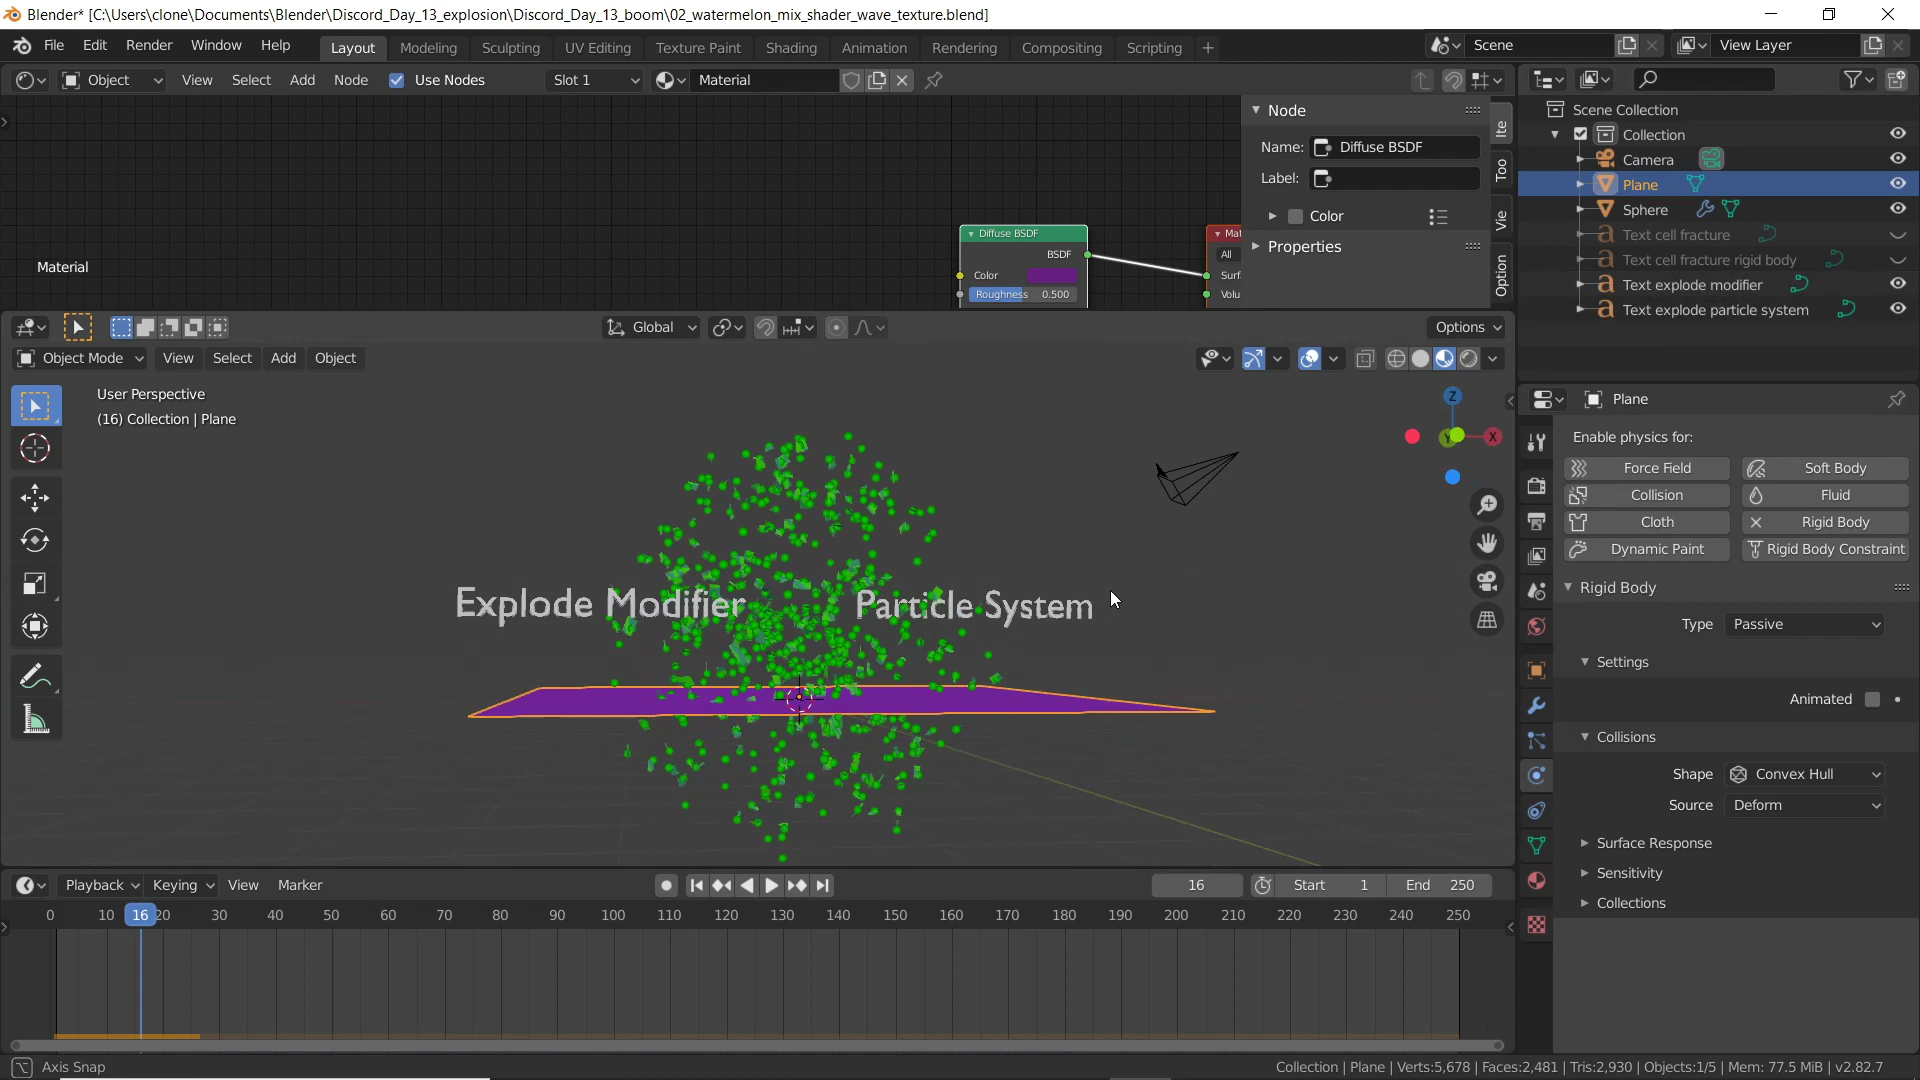 Blender* [C:\Users\clone\Documents\Blender\Discord_Day_13_explosion\Discord_Day_13_boom\02_watermelon_mix_shader_wave_texture.blend]
File Edit Render Window Help Layout Modeling Sculpting UV Editing Texture Paint Shading Animation Rendering Compositing Scripting + Scene View Layer
Object View Select Add Node Use Nodes Slot 1 Material
Node
Name: Diffuse BSDF
Label:
Color
Properties
Ite
Too
Vie
Option
Material
Diffuse BSDF
BSDF
Color
Roughness 0.500
Mat
All
Surf
Volu
Scene Collection
Collection
Camera
Plane
Sphere
Text cell fracture
Text cell fracture rigid body
Text explode modifier
Text explode particle system
Global Options
Object Mode View Select Add Object
User Perspective
(16) Collection | Plane
Z
Y
X
Explode Modifier Particle System
Plane
Enable physics for:
Force Field Soft Body
Collision Fluid
Cloth Rigid Body
Dynamic Paint Rigid Body Constraint
Rigid Body
Type Passive
Settings
Animated
Collisions
Shape Convex Hull
Source Deform
Surface Response
Sensitivity
Collections
Playback Keying View Marker 16 Start 1 End 250
0 10 16 20 30 40 50 60 70 80 90 100 110 120 130 140 150 160 170 180 190 200 210 220 230 240 250
Axis Snap Collection | Plane | Verts:5,678 | Faces:2,481 | Tris:2,930 | Objects:1/5 | Mem: 77.5 MiB | v2.82.7